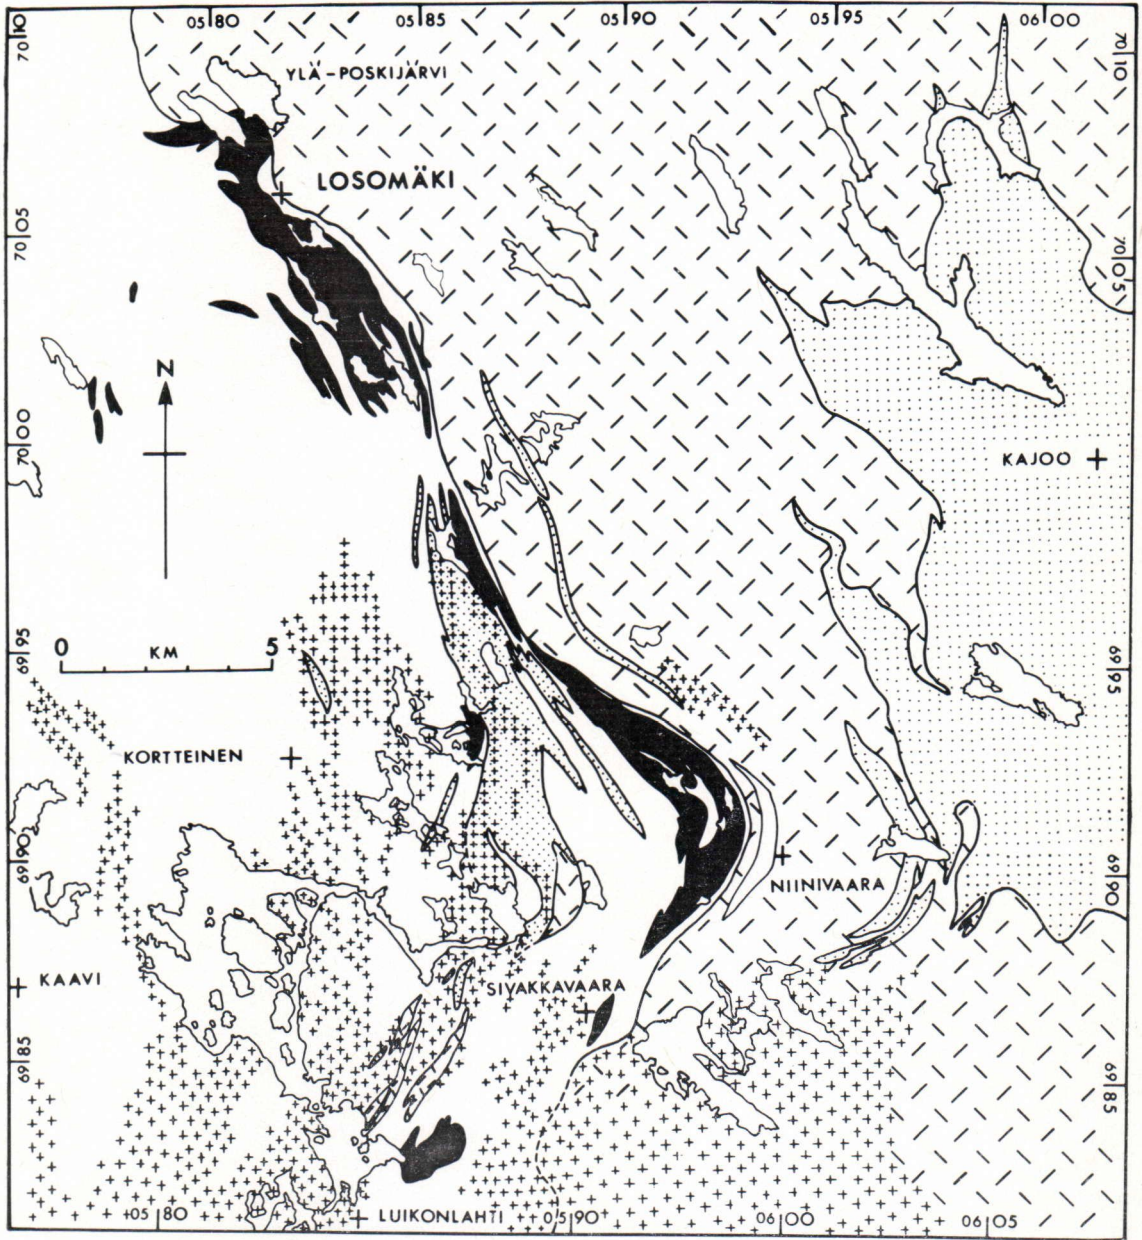 05 80
05 85
05 90
05 95
06 00
70 10
70 10
YLÄ-POSKIJÄRVI
LOSOMÄKI
70 05
70 05
N
70 00
KAJOO
0 KM 5
69 95
69 95
KORTTEINEN
69 90
69 90
NIINIVAARA
KAAVI
SIVAKKAVAARA
69 85
69 85
05 80
LUIKONLAHTI
05 90
06 00
06 05